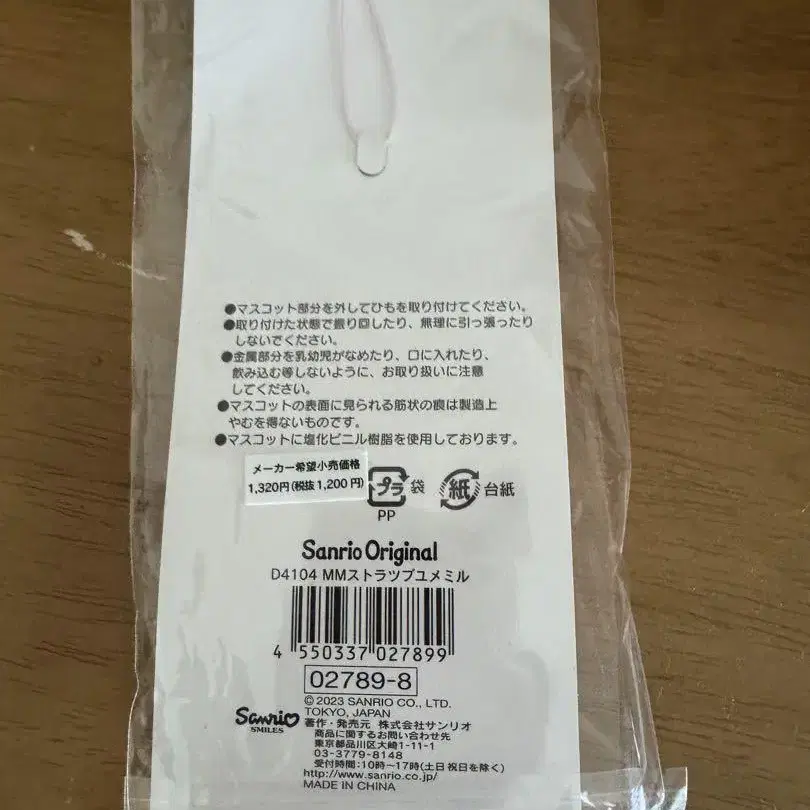 ●マスコット部分を外してひもを取り付けてください。
●取り付けた状態で振り回したり、無理に引っ張ったり
しないでください。
●金属部分を乳幼児がなめたり、口に入れたり、
飲み込む等しないように、お取り扱いに注意
してください。
●マスコットの表面に見られる筋状の痕は製造上
やむを得ないものです。
●マスコットに塩化ビニル樹脂を使用しております。
メーカー希望小売価格
1,320円(税抜1,200円)
プラ 袋
PP
紙 台紙
Sanrio Original
D4104 MMストラツプユメミル
4 550337 027899
02789-8
©2023 SANRIO CO., LTD.
TOKYO, JAPAN
Sanrio
SMILES
著作・発売元 株式会社サンリオ
商品に関するお問い合わせ先
東京都品川区大崎1-11-1
03-3779-8148
受付時間:10時〜17時(土日祝日を除く)
http://www.sanrio.co.jp/
MADE IN CHINA